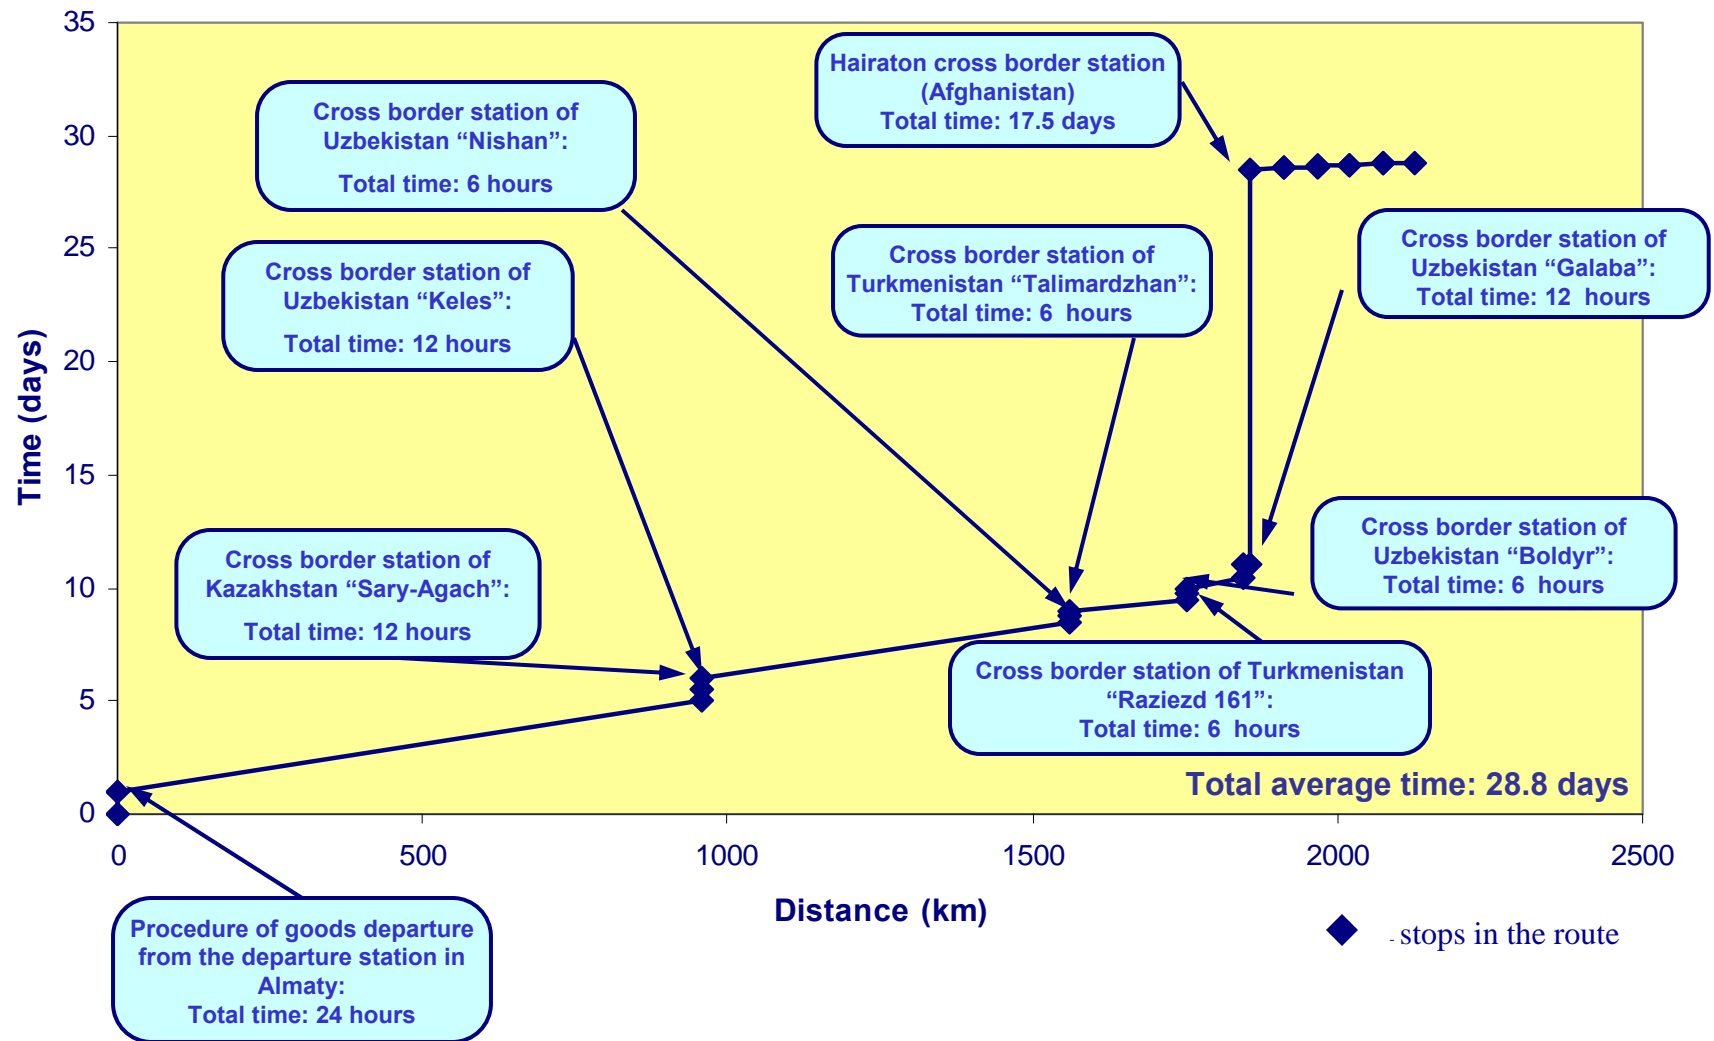 35
30
25
20
15
10
5
0
Time (days)
Hairaton cross border station
(Afghanistan)
Total time: 17.5 days
Cross border station of
Uzbekistan “Nishan”:
Total time: 6 hours
Cross border station of
Uzbekistan “Keles”:
Total time: 12 hours
Cross border station of
Turkmenistan “Talimardzhan”:
Total time: 6 hours
Cross border station of
Uzbekistan “Galaba”:
Total time: 12 hours
Cross border station of
Kazakhstan “Sary-Agach”:
Total time: 12 hours
Cross border station of
Uzbekistan “Boldyr”:
Total time: 6 hours
Cross border station of Turkmenistan
“Raziezd 161”:
Total time: 6 hours
Total average time: 28.8 days
0 500 1000 1500 2000 2500
Distance (km)
Procedure of goods departure
from the departure station in
Almaty:
Total time: 24 hours
- stops in the route